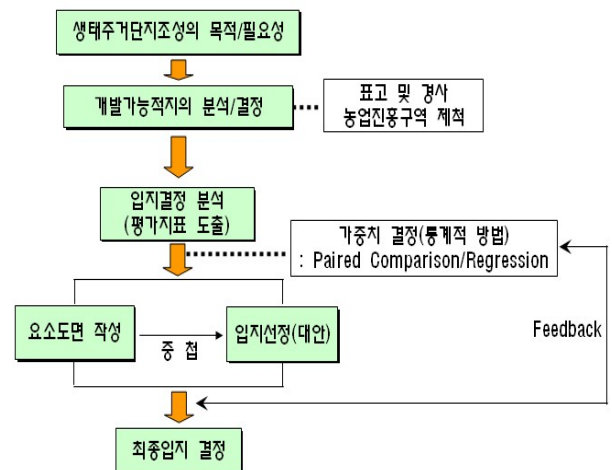 생태주거단지조성의 목적/필요성
개발가능적지의 분석/결정
표고 및 경사
농업진흥구역 제척
입지결정 분석
(평가지표 도출)
가중치 결정(통계적 방법)
: Paired Comparison/Regression
요소도면 작성
중 첩
입지선정(대안)
Feedback
최종입지 결정